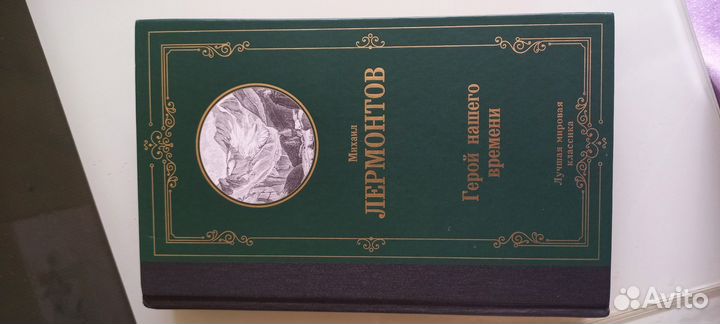 Михаил
ЛЕРМОНТОВ
Герой нашего
времени
Лучшая мировая
классика
Avito